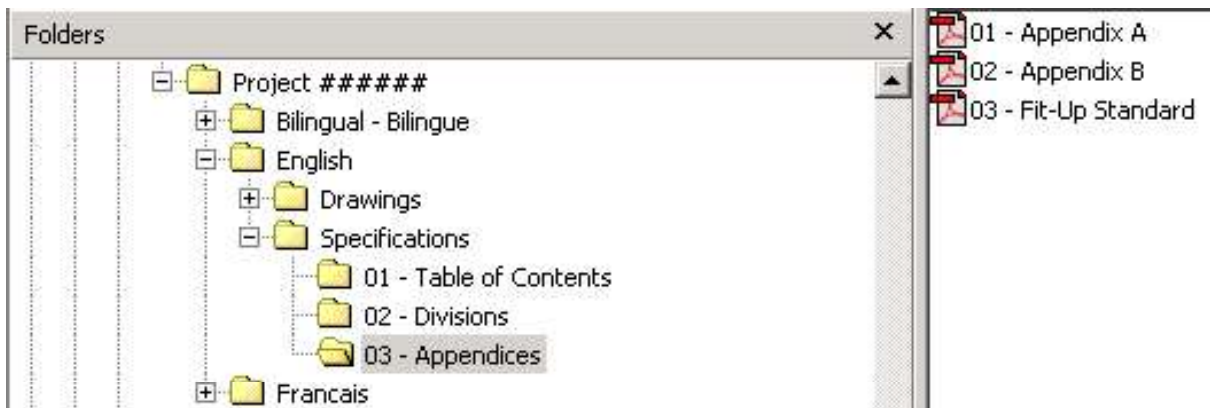 Folders
Project ######
Bilingual - Bilingue
English
Drawings
Specifications
01 - Table of Contents
02 - Divisions
03 - Appendices
Francais
01 - Appendix A
02 - Appendix B
03 - Fit-Up Standard